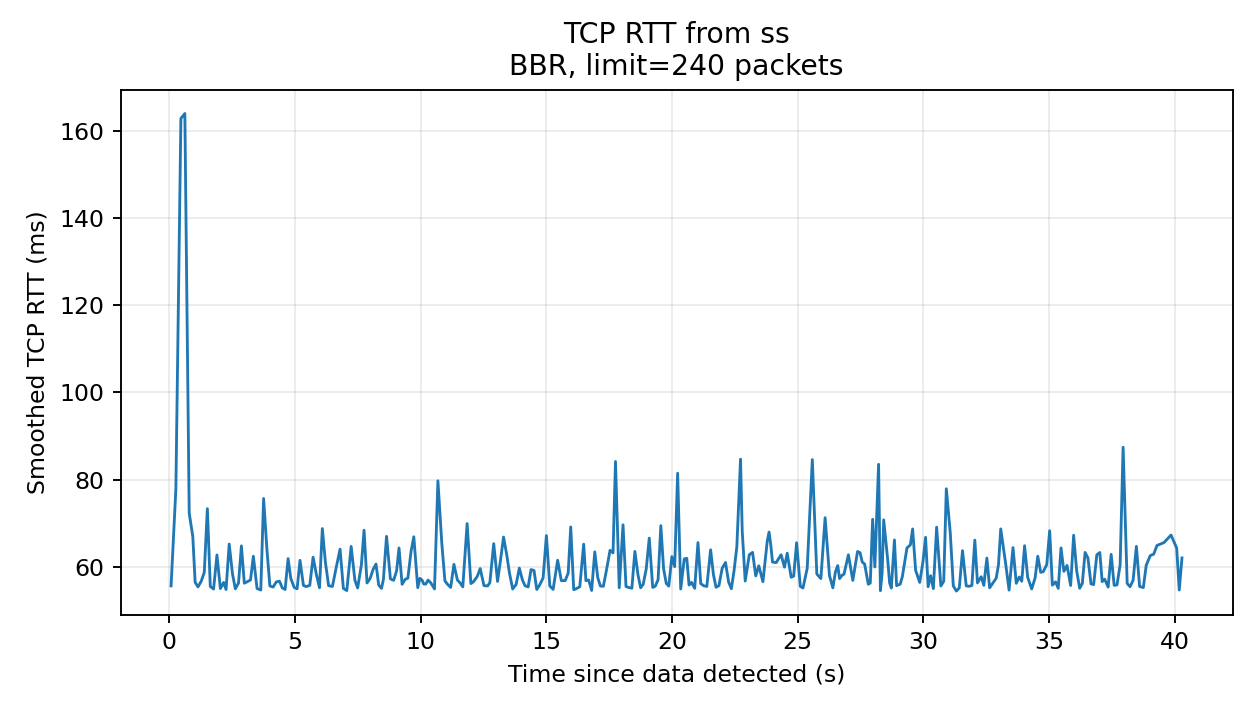 TCP RTT from ss
BBR, limit=240 packets
Smoothed TCP RTT (ms)
160
140
120
100
80
60
0 5 10 15 20 25 30 35 40
Time since data detected (s)